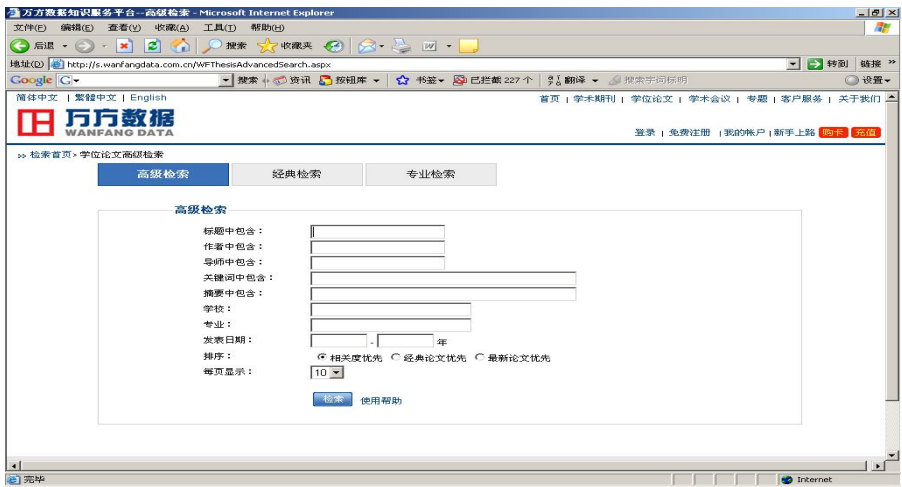 万方数据知识服务平台--高级检索 - Microsoft Internet Explorer
文件(F) 编辑(E) 查看(V) 收藏(A) 工具(T) 帮助(H)
后退 搜索 收藏夹
地址(D) http://s.wanfangdata.com.cn/WFThesisAdvancedSearch.aspx 转到 链接 »
Google 搜索 资讯 按钮库 书签 已拦截 227 个 翻译 搜索字词标明 设置
简体中文 | 繁體中文 | English 首页 | 学术期刊 | 学位论文 | 学术会议 | 专题 | 客户服务 | 关于我们
万方数据
WANFANG DATA
登录 | 免费注册 | 我的帐户 | 新手上路 购卡 充值
>> 检索首页> 学位论文高级检索
高级检索 经典检索 专业检索
高级检索
标题中包含：
作者中包含：
导师中包含：
关键词中包含：
摘要中包含：
学校：
专业：
发表日期： - 年
排序： 相关度优先 经典论文优先 最新论文优先
每页显示： 10
检索 使用帮助
完毕 Internet